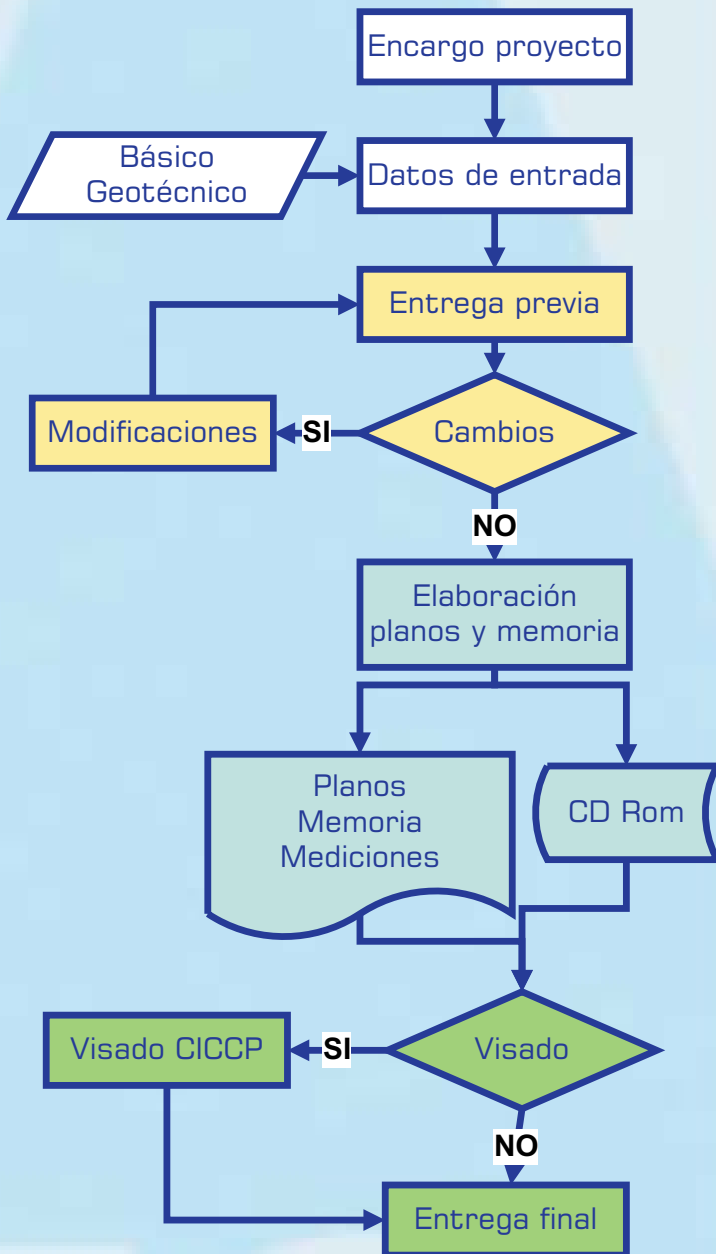 Encargo proyecto
Básico
Geotécnico
Datos de entrada
Entrega previa
Modificaciones
SI
Cambios
NO
Elaboración
planos y memoria
Planos
Memoria
Mediciones
CD Rom
Visado CICCP
SI
Visado
NO
Entrega final